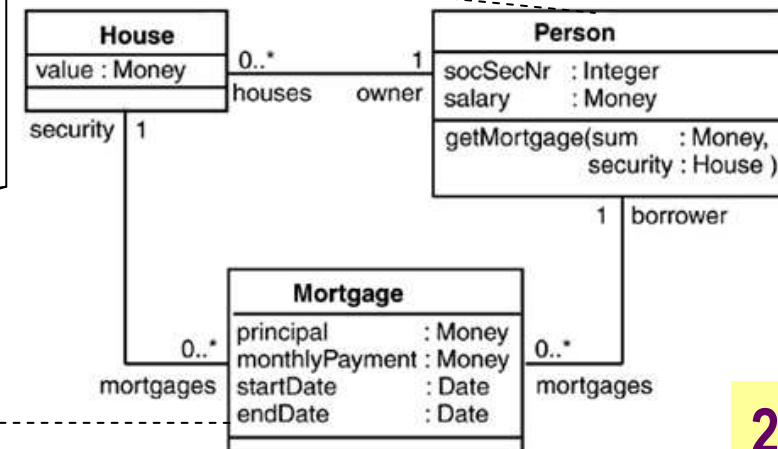 House
value : Money
0..*
1
houses
owner
Person
socSecNr : Integer
salary : Money
getMortgage(sum : Money,
security : House )
security
1
1
borrower
Mortgage
principal : Money
monthlyPayment : Money
startDate : Date
endDate : Date
0..*
mortgages
0..*
mortgages
2